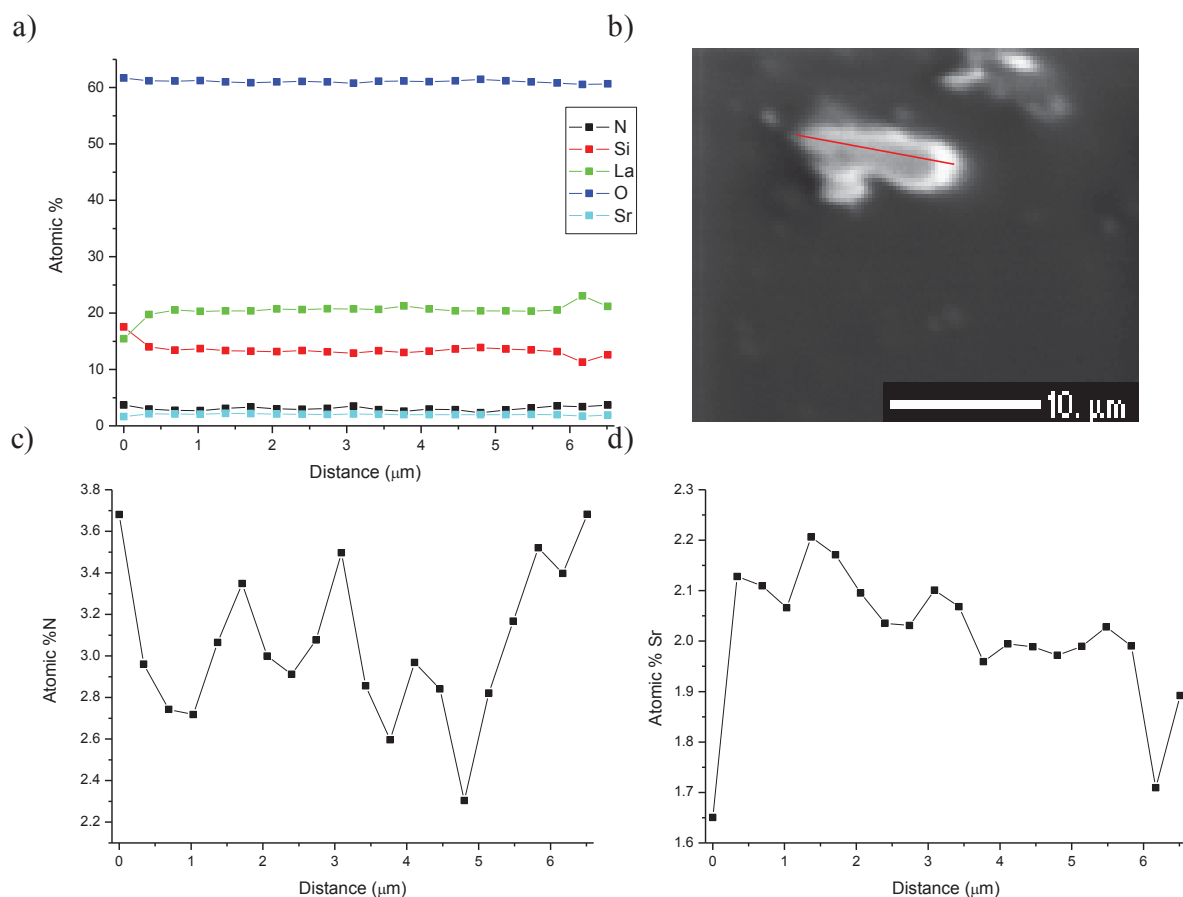 a)
60
50
40
30
20
10
0
Atomic %
0 1 2 3 4 5 6
Distance (μm)
N
Si
La
O
Sr
b)
10. μm
c)
3.8
3.6
3.4
3.2
3.0
2.8
2.6
2.4
2.2
Atomic %N
0 1 2 3 4 5 6
Distance (μm)
d)
2.3
2.2
2.1
2.0
1.9
1.8
1.7
1.6
Atomic % Sr
0 1 2 3 4 5 6
Distance (μm)